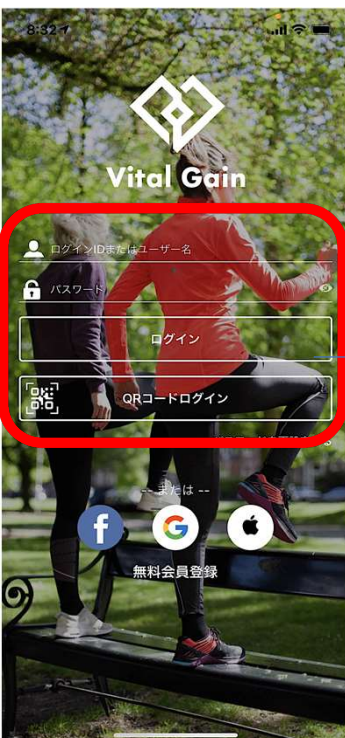 8:32
Vital Gain
ログインIDまたはユーザー名
パスワード
ログイン
QRコードログイン
-- または --
f
G
無料会員登録